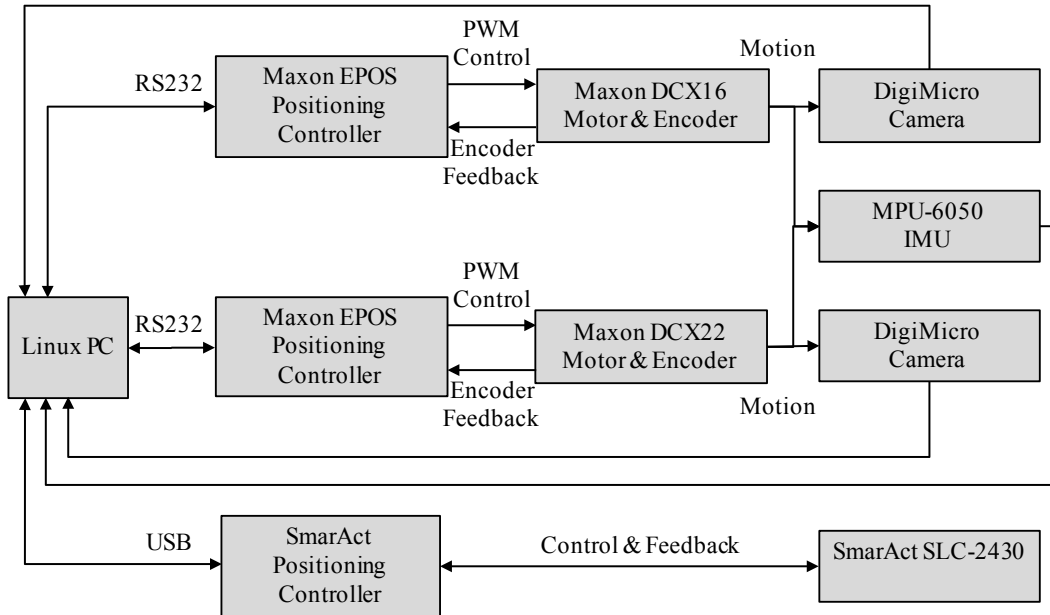 PWM
Control
Motion
RS232
Maxon EPOS
Positioning
Controller
Maxon DCX16
Motor & Encoder
DigiMicro
Camera
Encoder
Feedback
MPU-6050
IMU
PWM
Control
Linux PC
RS232
Maxon EPOS
Positioning
Controller
Maxon DCX22
Motor & Encoder
DigiMicro
Camera
Encoder
Feedback
Motion
USB
SmarAct
Positioning
Controller
Control & Feedback
SmarAct SLC-2430